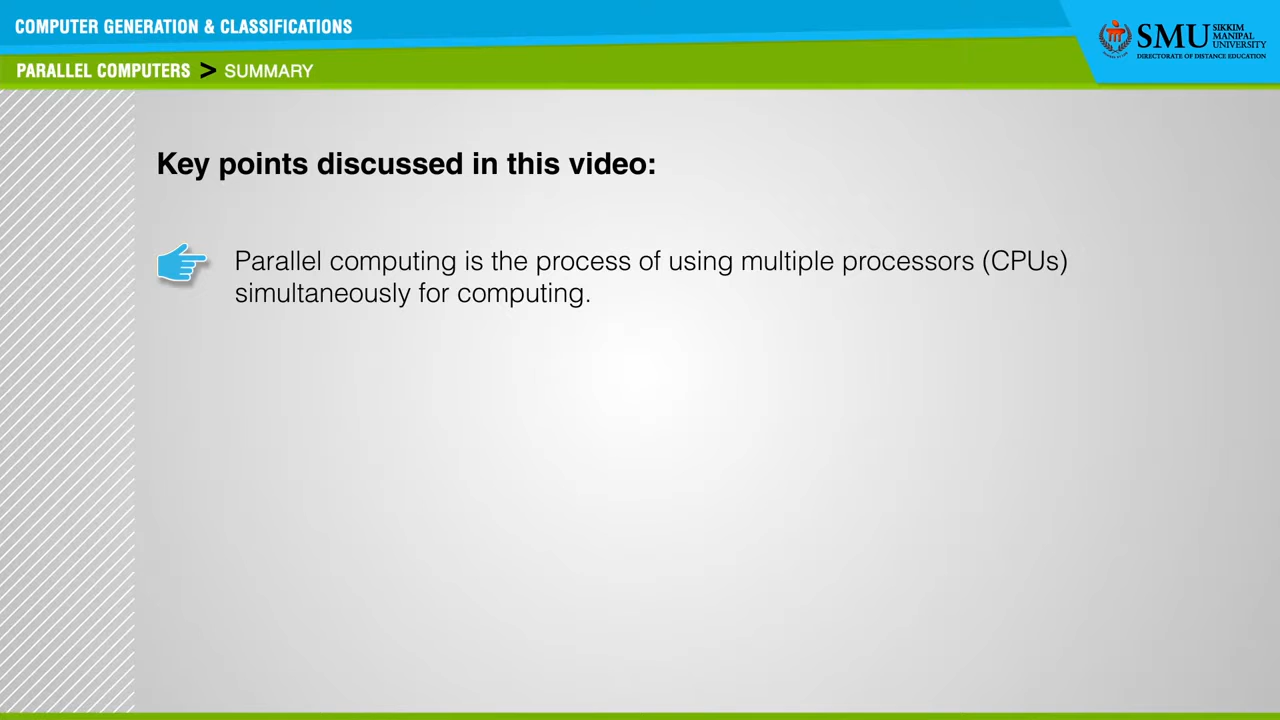 COMPUTER GENERATION & CLASSIFICATIONS
PARALLEL COMPUTERS > SUMMARY
SMU SIKKIM
MANIPAL
UNIVERSITY
DIRECTORATE OF DISTANCE EDUCATION
Key points discussed in this video:
Parallel computing is the process of using multiple processors (CPUs)
simultaneously for computing.